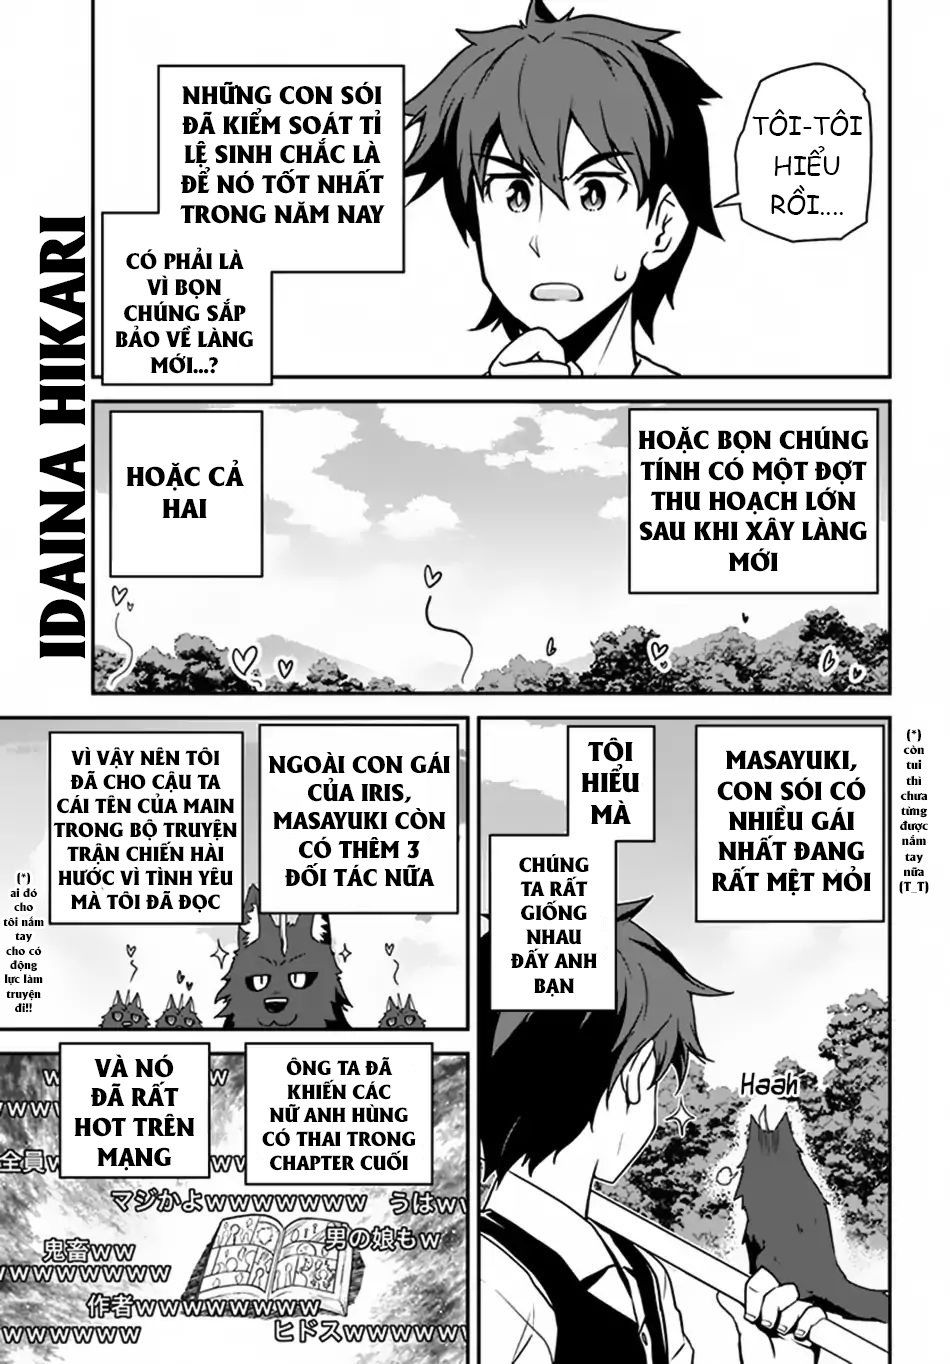 TÔI-TÔI
HIỂU
RỒI....
NHỮNG CON SÓI
ĐÃ KIỂM SOÁT TỈ
LỆ SINH CHẮC LÀ
ĐỂ NÓ TỐT NHẤT
TRONG NĂM NAY
CÓ PHẢI LÀ
VÌ BỌN
CHÚNG SẮP
BẢO VỀ LÀNG
MỚI...?
IDAINA HIKARI
HOẶC BỌN CHÚNG
TÍNH CÓ MỘT ĐỢT
THU HOẠCH LỚN
SAU KHI XÂY LÀNG
MỚI
HOẶC CẢ
HAI
(*)
còn
tui
thì
chưa
từng
được
nắm
tay
nữa
(T_T)
MASAYUKI,
CON SÓI CÓ
NHIỀU GÁI
NHẤT ĐANG
RẤT MỆT MỎI
TÔI
HIỂU
MÀ
CHÚNG
TA RẤT
GIỐNG
NHAU
ĐẤY ANH
BẠN
Haah
NGOÀI CON GÁI
CỦA IRIS,
MASAYUKI CÒN
CÓ THÊM 3
ĐỐI TÁC NỮA
VÌ VẬY NÊN TÔI
ĐÃ CHO CẬU TA
CÁI TÊN CỦA MAIN
TRONG BỘ TRUYỆN
TRẬN CHIẾN HÀI
HƯỚC VÌ TÌNH YÊU
MÀ TÔI ĐÃ ĐỌC
(*)
ai đó
cho
tôi nắm
tay
cho có
động
lực làm
truyện
đi!!
ÔNG TA ĐÃ
KHIẾN CÁC
NỮ ANH HÙNG
CÓ THAI TRONG
CHAPTER CUỐI
VÀ NÓ
ĐÃ RẤT
HOT TRÊN
MẠNG
全員w
マジかよwwwwwwww
うはww
男の娘もw
鬼畜ww
wwwwwwwww
作者wwwwwwwww
wwwwwww
ヒドスwwwwwww